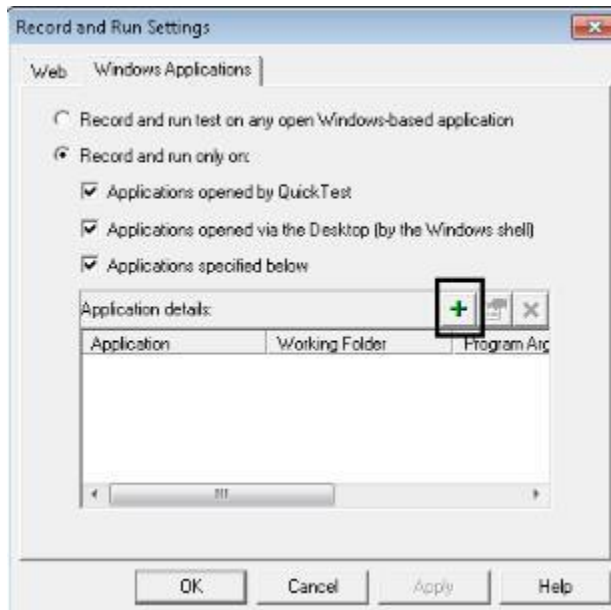 Record and Run Settings
Web Windows Applications
Record and run test on any open Windows-based application
Record and run only on:
Applications opened by QuickTest
Applications opened via the Desktop (by the Windows shell)
Applications specified below
Application details:
Application Working Folder Program Arg
OK Cancel Apply Help